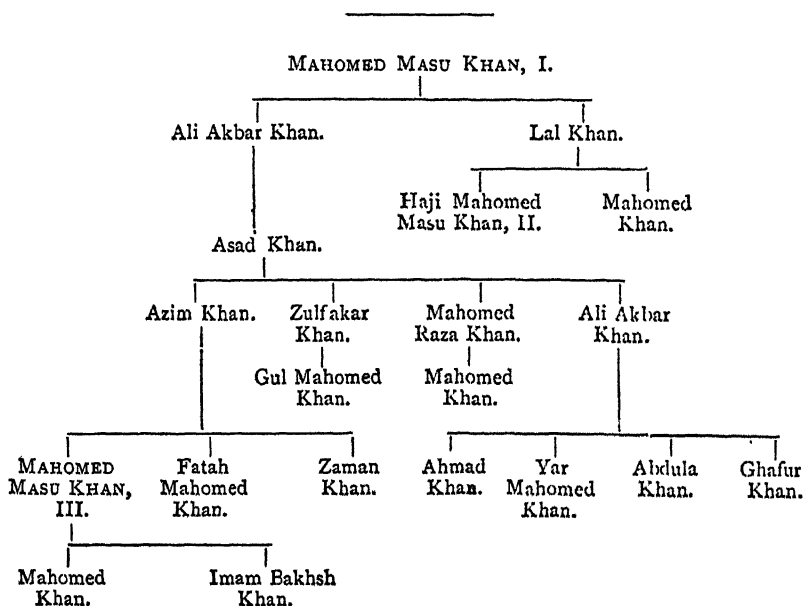 MAHOMED MASU KHAN, I.
Ali Akbar Khan. Lal Khan.
Haji Mahomed Mahomed
Masu Khan, II. Khan.
Asad Khan.
Azim Khan. Zulfakar Mahomed Ali Akbar
Khan. Raza Khan. Khan.
Gul Mahomed Mahomed
Khan. Khan.
MAHOMED Fatah Zaman Ahmad Yar Abdula Ghafur
MASU KHAN, Mahomed Khan. Khan. Mahomed Khan. Khan.
III. Khan. Khan.
Mahomed Imam Bakhsh
Khan. Khan.